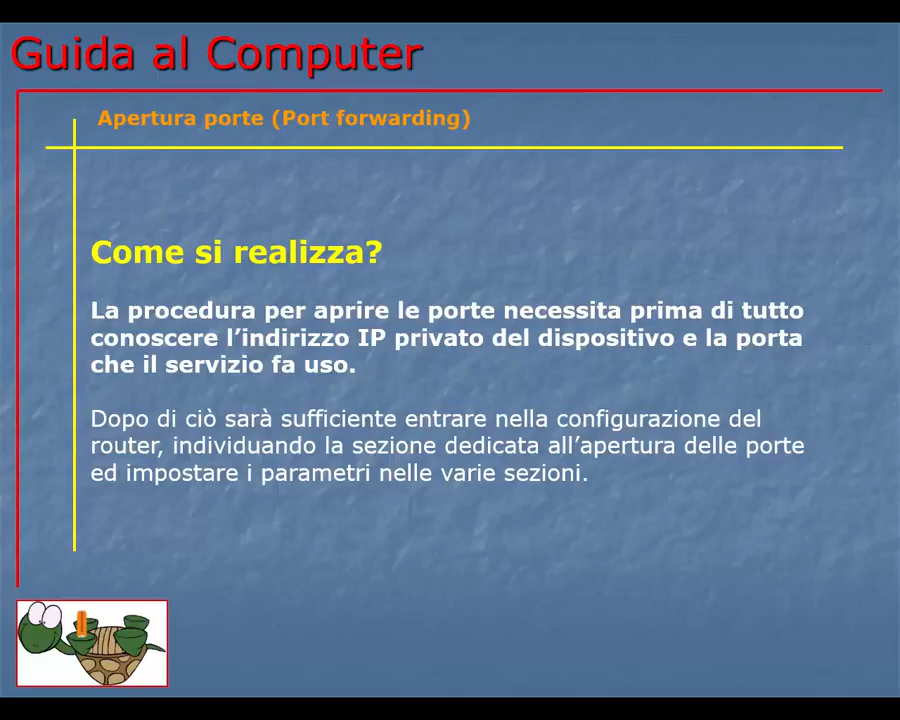 Guida al Computer
Apertura porte (Port forwarding)
Come si realizza?
La procedura per aprire le porte necessita prima di tutto
conoscere l’indirizzo IP privato del dispositivo e la porta
che il servizio fa uso.
Dopo di ciò sarà sufficiente entrare nella configurazione del
router, individuando la sezione dedicata all’apertura delle porte
ed impostare i parametri nelle varie sezioni.